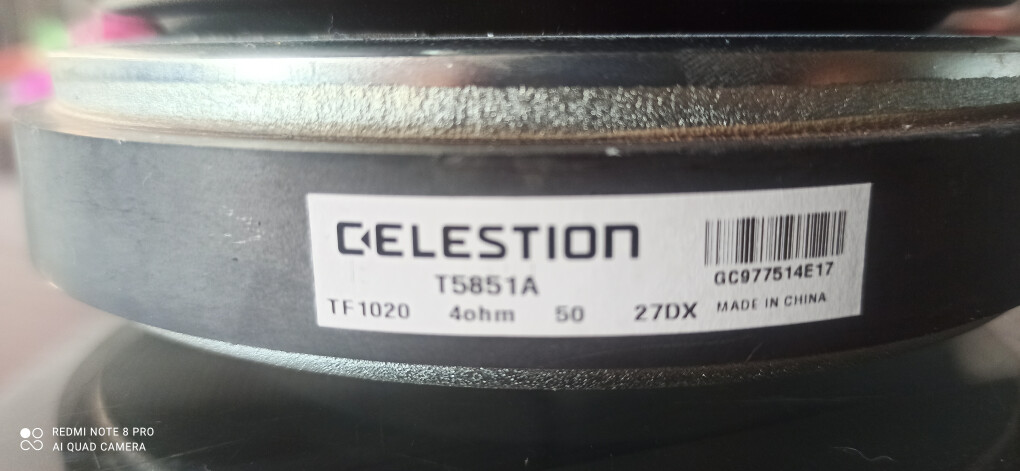 CELESTION
T5851A
TF1020 4ohm 50 27DX
GC977514E17
MADE IN CHINA
REDMI NOTE 8 PRO
AI QUAD CAMERA